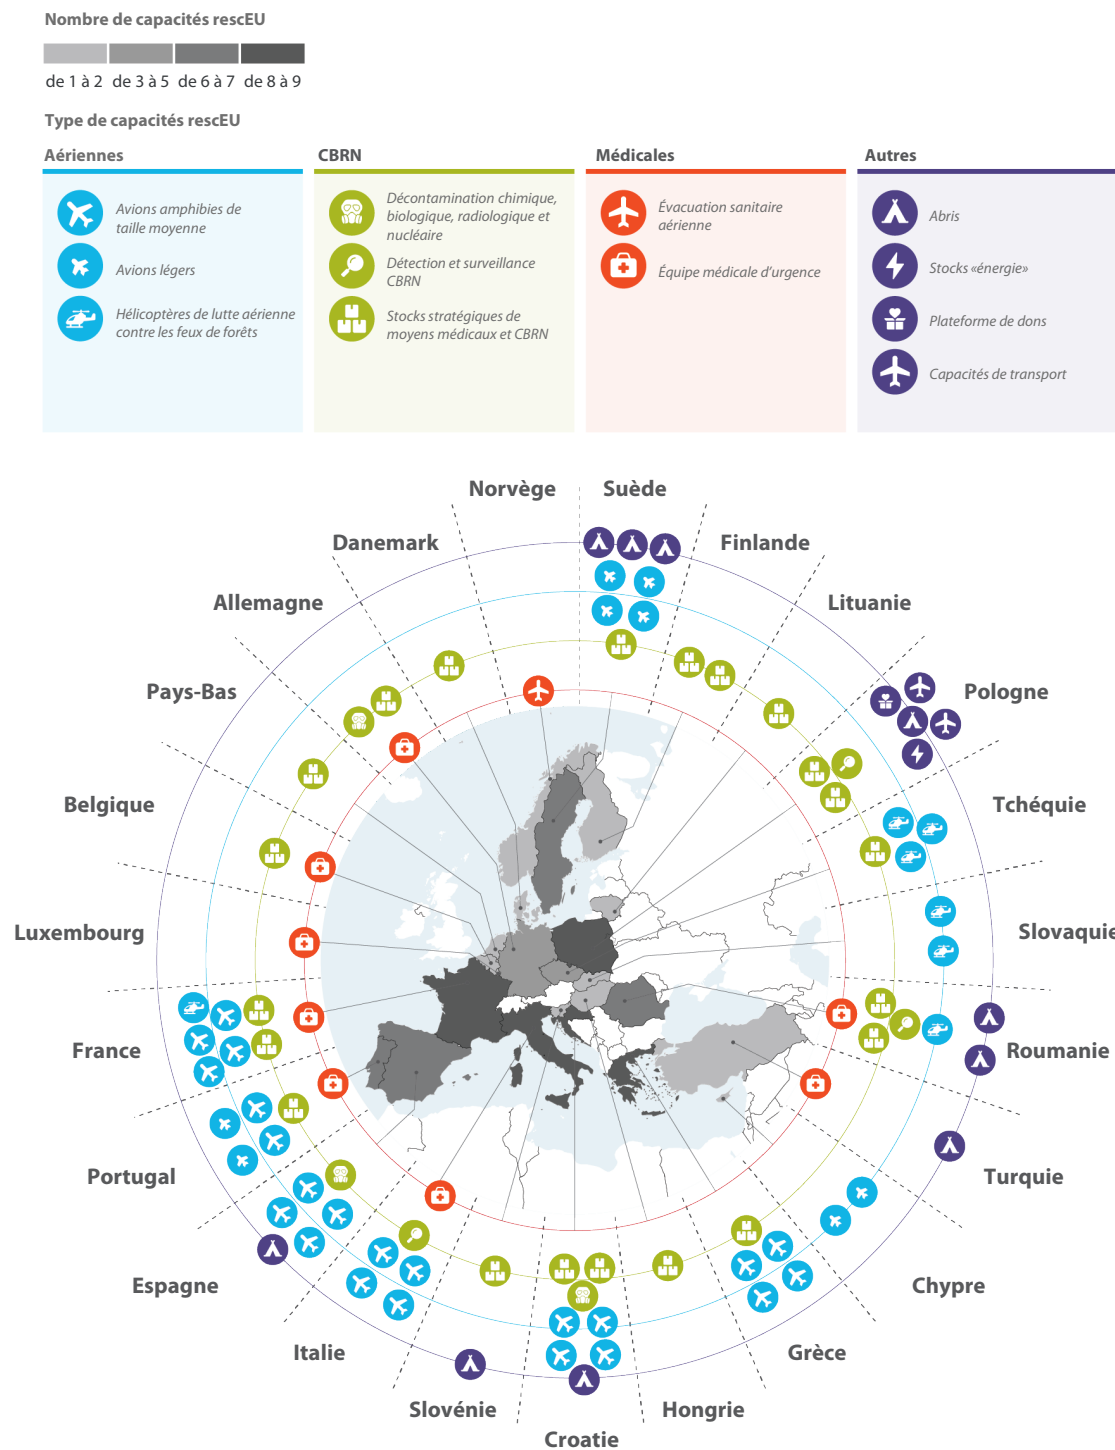 Nombre de capacités rescEU
de 1 à 2 de 3 à 5 de 6 à 7 de 8 à 9
Type de capacités rescEU
Aériennes
Avions amphibies de
taille moyenne
Avions légers
Hélicoptères de lutte aérienne
contre les feux de forêts
CBRN
Décontamination chimique,
biologique, radiologique et
nucléaire
Détection et surveillance
CBRN
Stocks stratégiques de
moyens médicaux et CBRN
Médicales
Évacuation sanitaire
aérienne
Équipe médicale d’urgence
Autres
Abris
Stocks «énergie»
Plateforme de dons
Capacités de transport
Norvège
Suède
Danemark
Finlande
Allemagne
Lituanie
Pays-Bas
Pologne
Belgique
Tchéquie
Luxembourg
Slovaquie
France
Roumanie
Portugal
Turquie
Espagne
Chypre
Italie
Grèce
Slovénie
Hongrie
Croatie